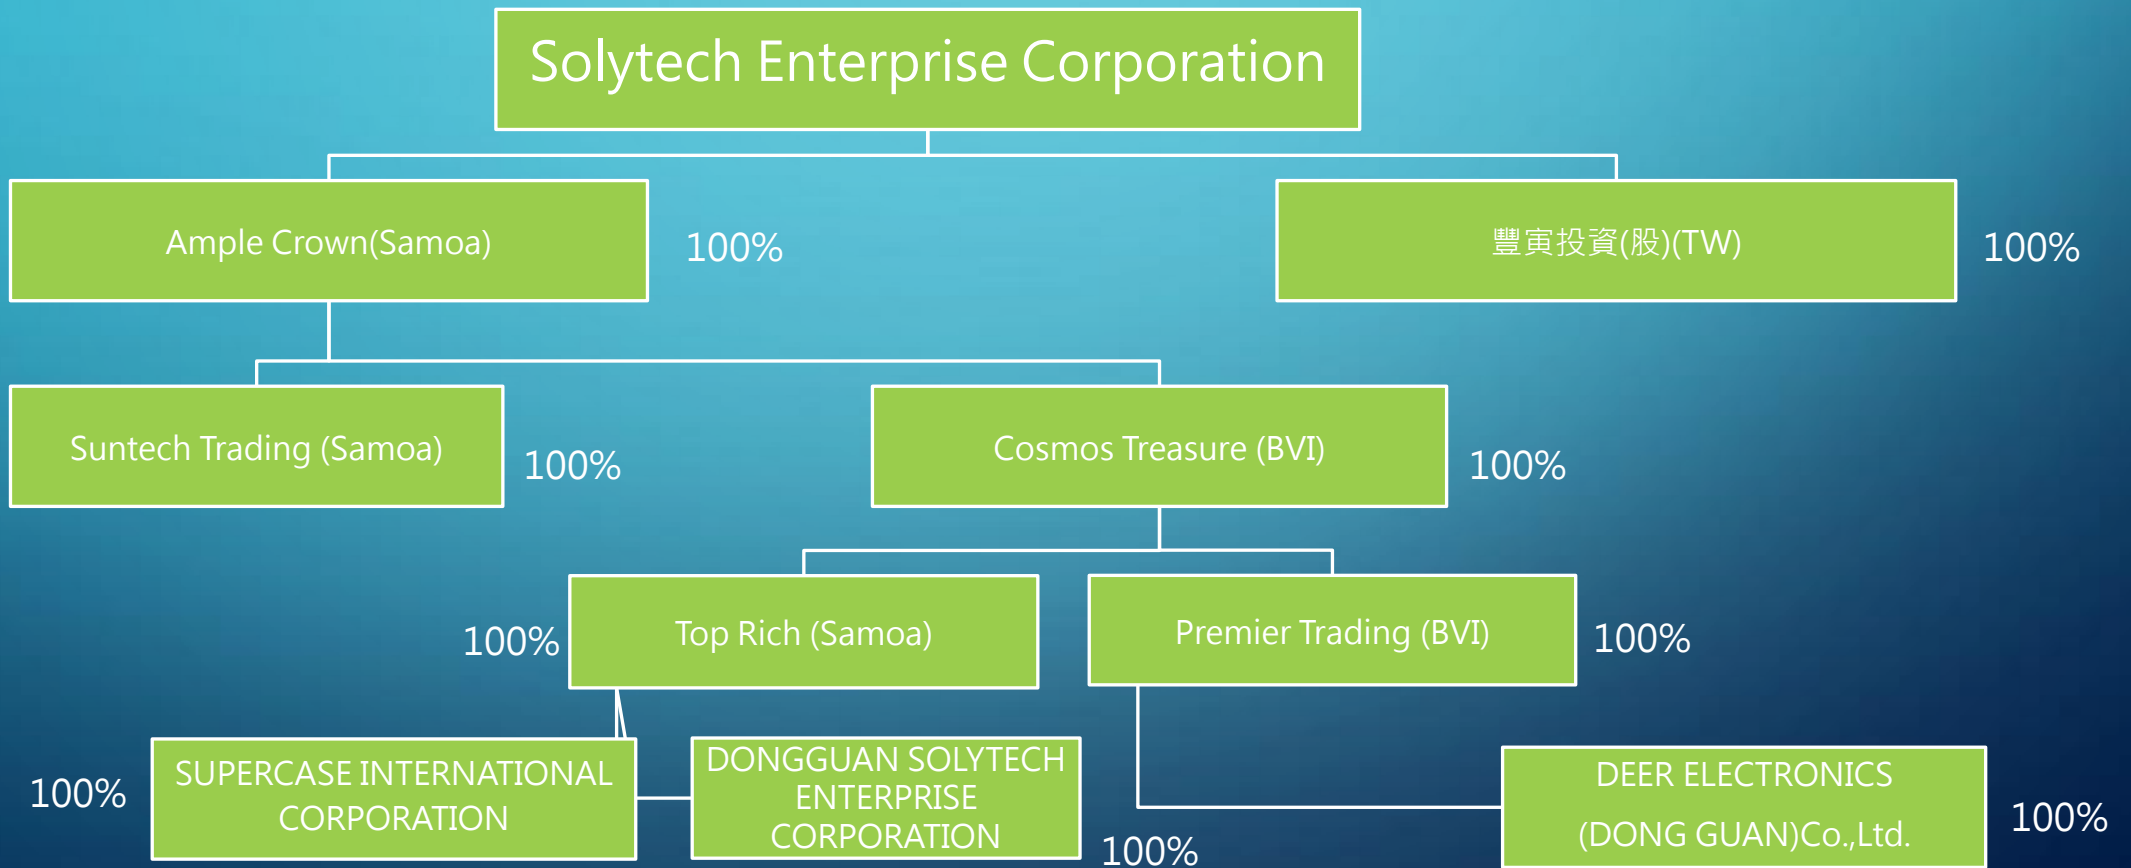 Solytech Enterprise Corporation
Ample Crown(Samoa)
100%
豐寅投資(股)(TW)
100%
Suntech Trading (Samoa)
100%
Cosmos Treasure (BVI)
100%
100%
Top Rich (Samoa)
Premier Trading (BVI)
100%
100%
SUPERCASE INTERNATIONAL
CORPORATION
DONGGUAN SOLYTECH
ENTERPRISE
CORPORATION
100%
DEER ELECTRONICS
(DONG GUAN)Co.,Ltd.
100%